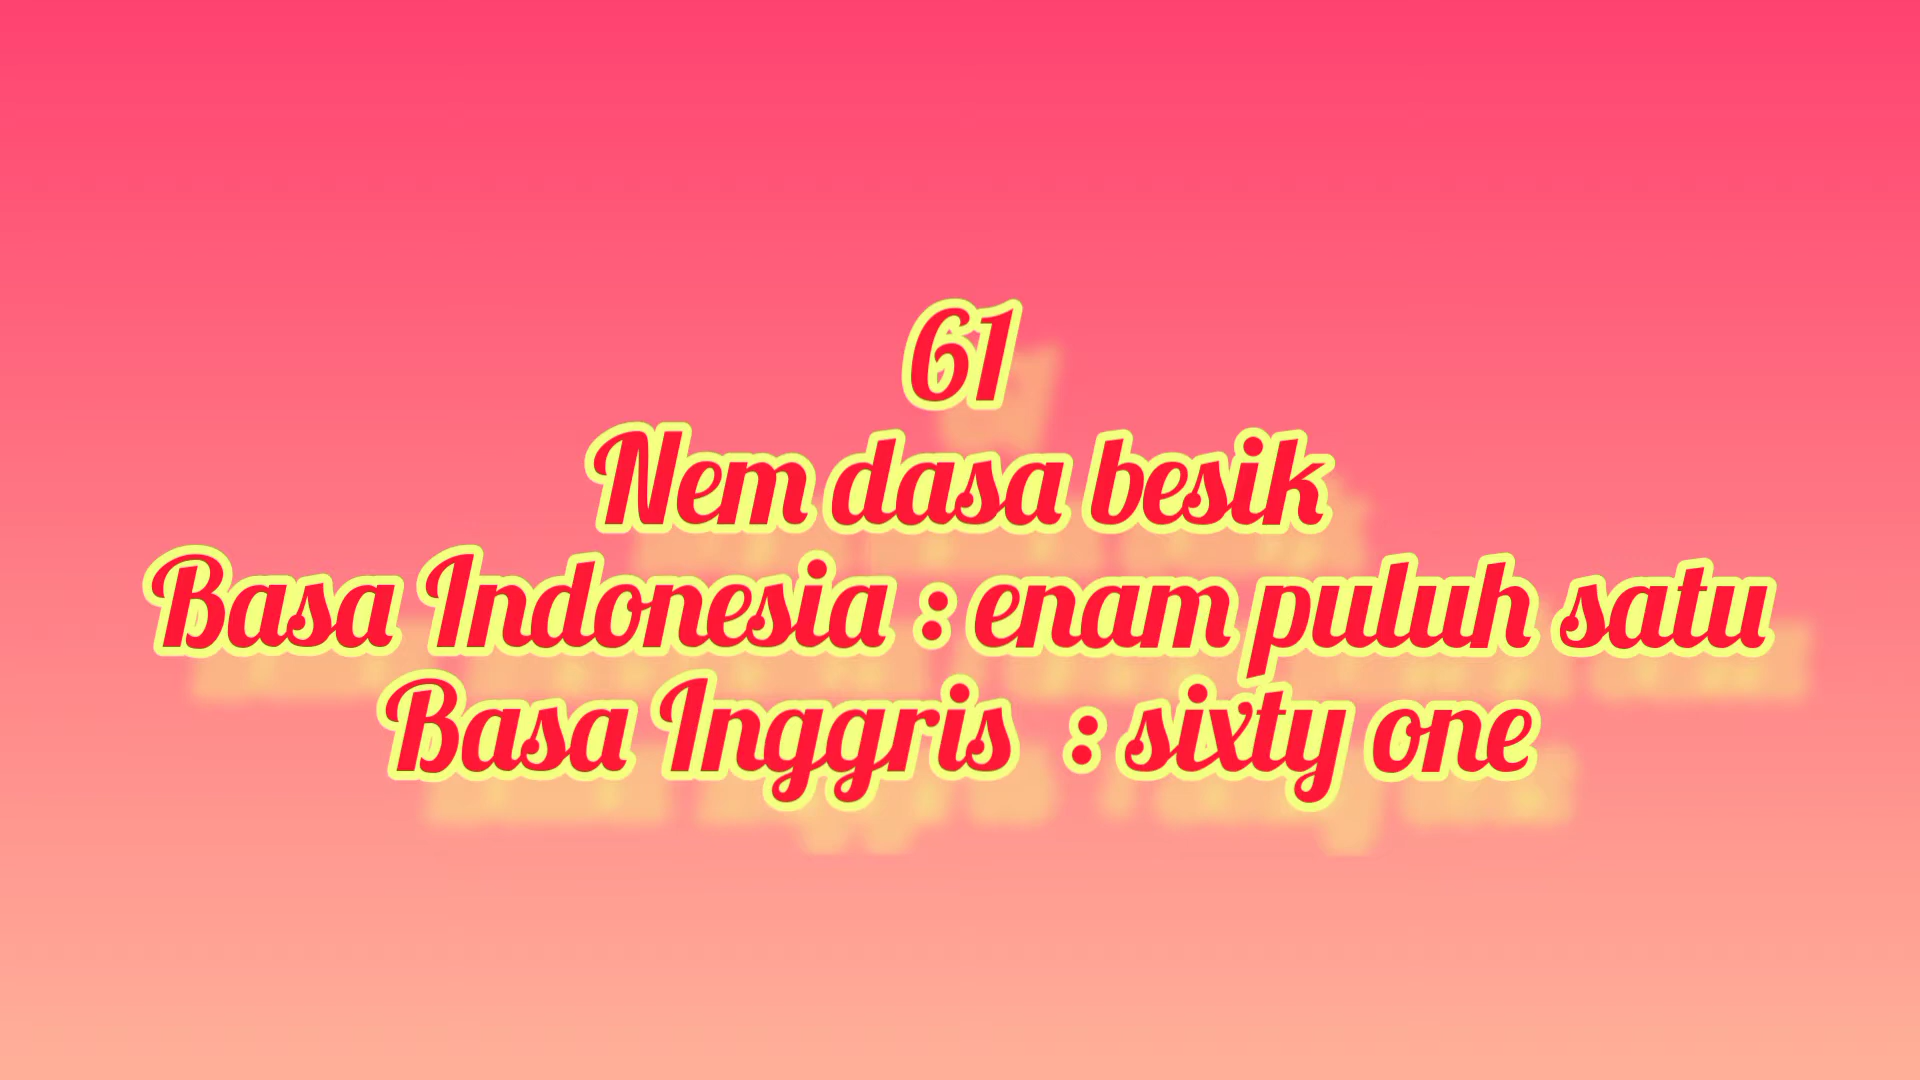 61
Nem dasa besik
Basa Indonesia : enam puluh satu
Basa Inggris : sixty one